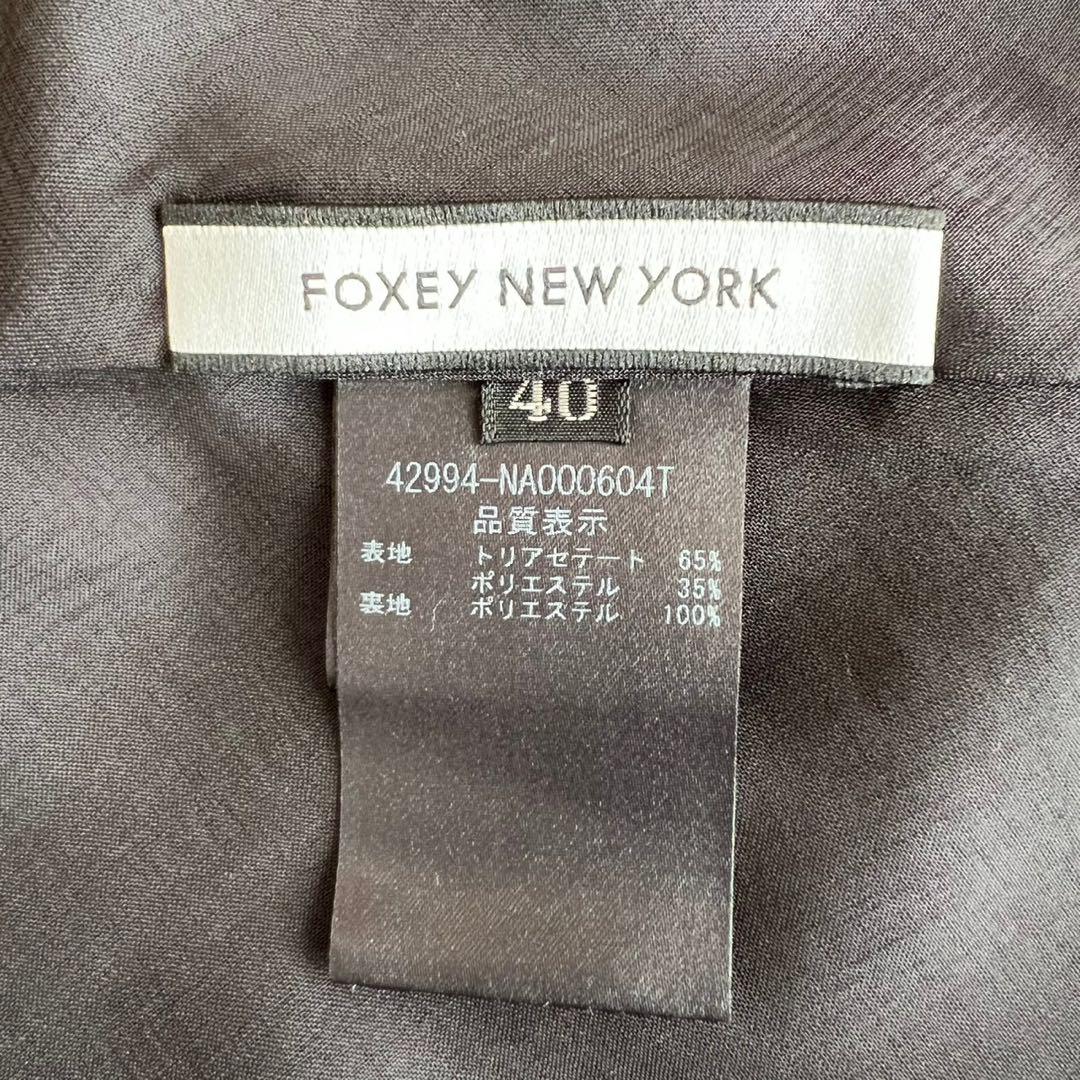 FOXEY NEW YORK
40
42994-NA000604T
品質表示
表地 トリアセテート 65%
ポリエステル 35%
裏地 ポリエステル 100%